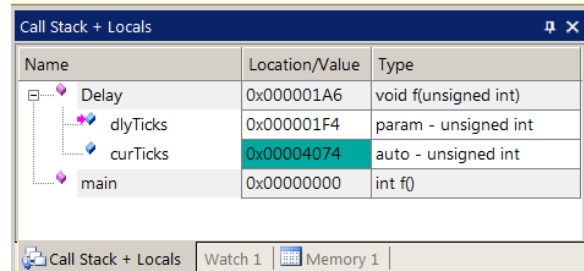 Call Stack + Locals
Name Location/Value Type
Delay 0x000001A6 void f(unsigned int)
dlyTicks 0x000001F4 param - unsigned int
curTicks 0x00004074 auto - unsigned int
main 0x00000000 int f()
Call Stack + Locals Watch 1 Memory 1